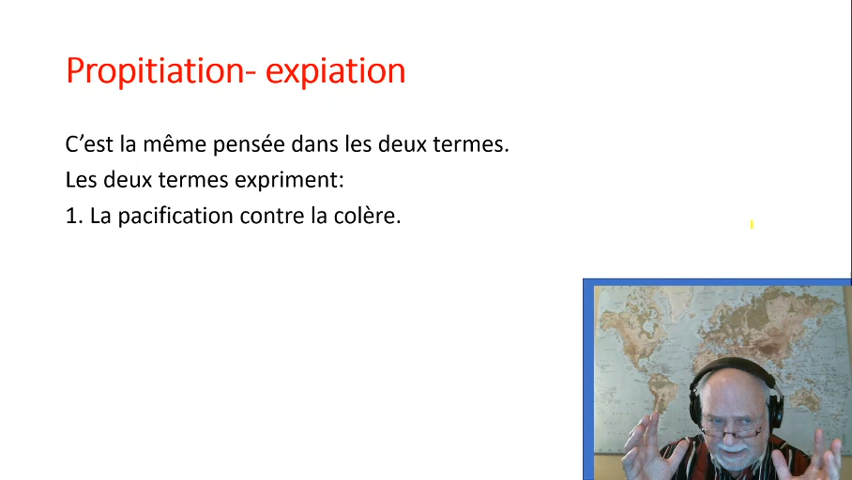 Propitiation- expiation
C’est la même pensée dans les deux termes.
Les deux termes expriment:
1. La pacification contre la colère.